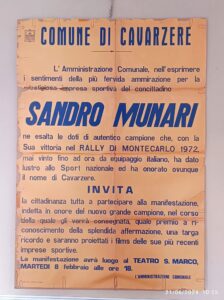 COMUNE DI CAVARZERE
L'Amministrazione Comunale, nell'esprimere
i sentimenti della più fervida ammirazione per la
prestigiosa impresa sportiva del concittadino
SANDRO MUNARI
ne esalta le doti di autentico campione che, con la
Sua vittoria nel RALLY DI MONTECARLO 1972,
mai vinto fino ad ora da equipaggio italiano, ha dato
lustro allo Sport nazionale ed ha onorato ovunque
il nome di Cavarzere.
INVITA
la cittadinanza tutta a partecipare alla manifestazione,
indetta in onore del nuovo grande campione, nel corso
della quale gli verrà consegnata, quale premio a ri-
conoscimento della splendida affermazione, una targa
ricordo e saranno proiettati i films delle sue più recenti
imprese sportive.
La manifestazione avrà luogo al TEATRO S. MARCO,
MARTEDÌ 8 febbraio alle ore 18.
L'AMMINISTRAZIONE COMUNALE
21/06/2024